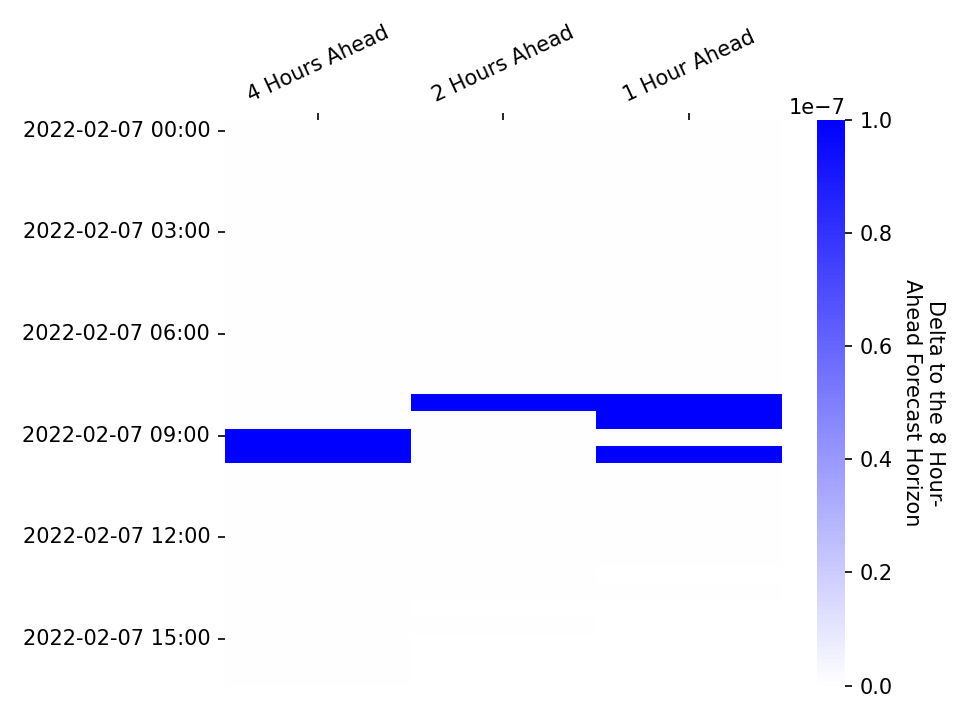 4 Hours Ahead
2 Hours Ahead
1 Hour Ahead
2022-02-07 00:00
2022-02-07 03:00
2022-02-07 06:00
2022-02-07 09:00
2022-02-07 12:00
2022-02-07 15:00
1e−7
1.0
0.8
0.6
0.4
0.2
0.0
Delta to the 8 Hour-
Ahead Forecast Horizon